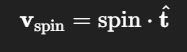 v_spin = spin · t̂